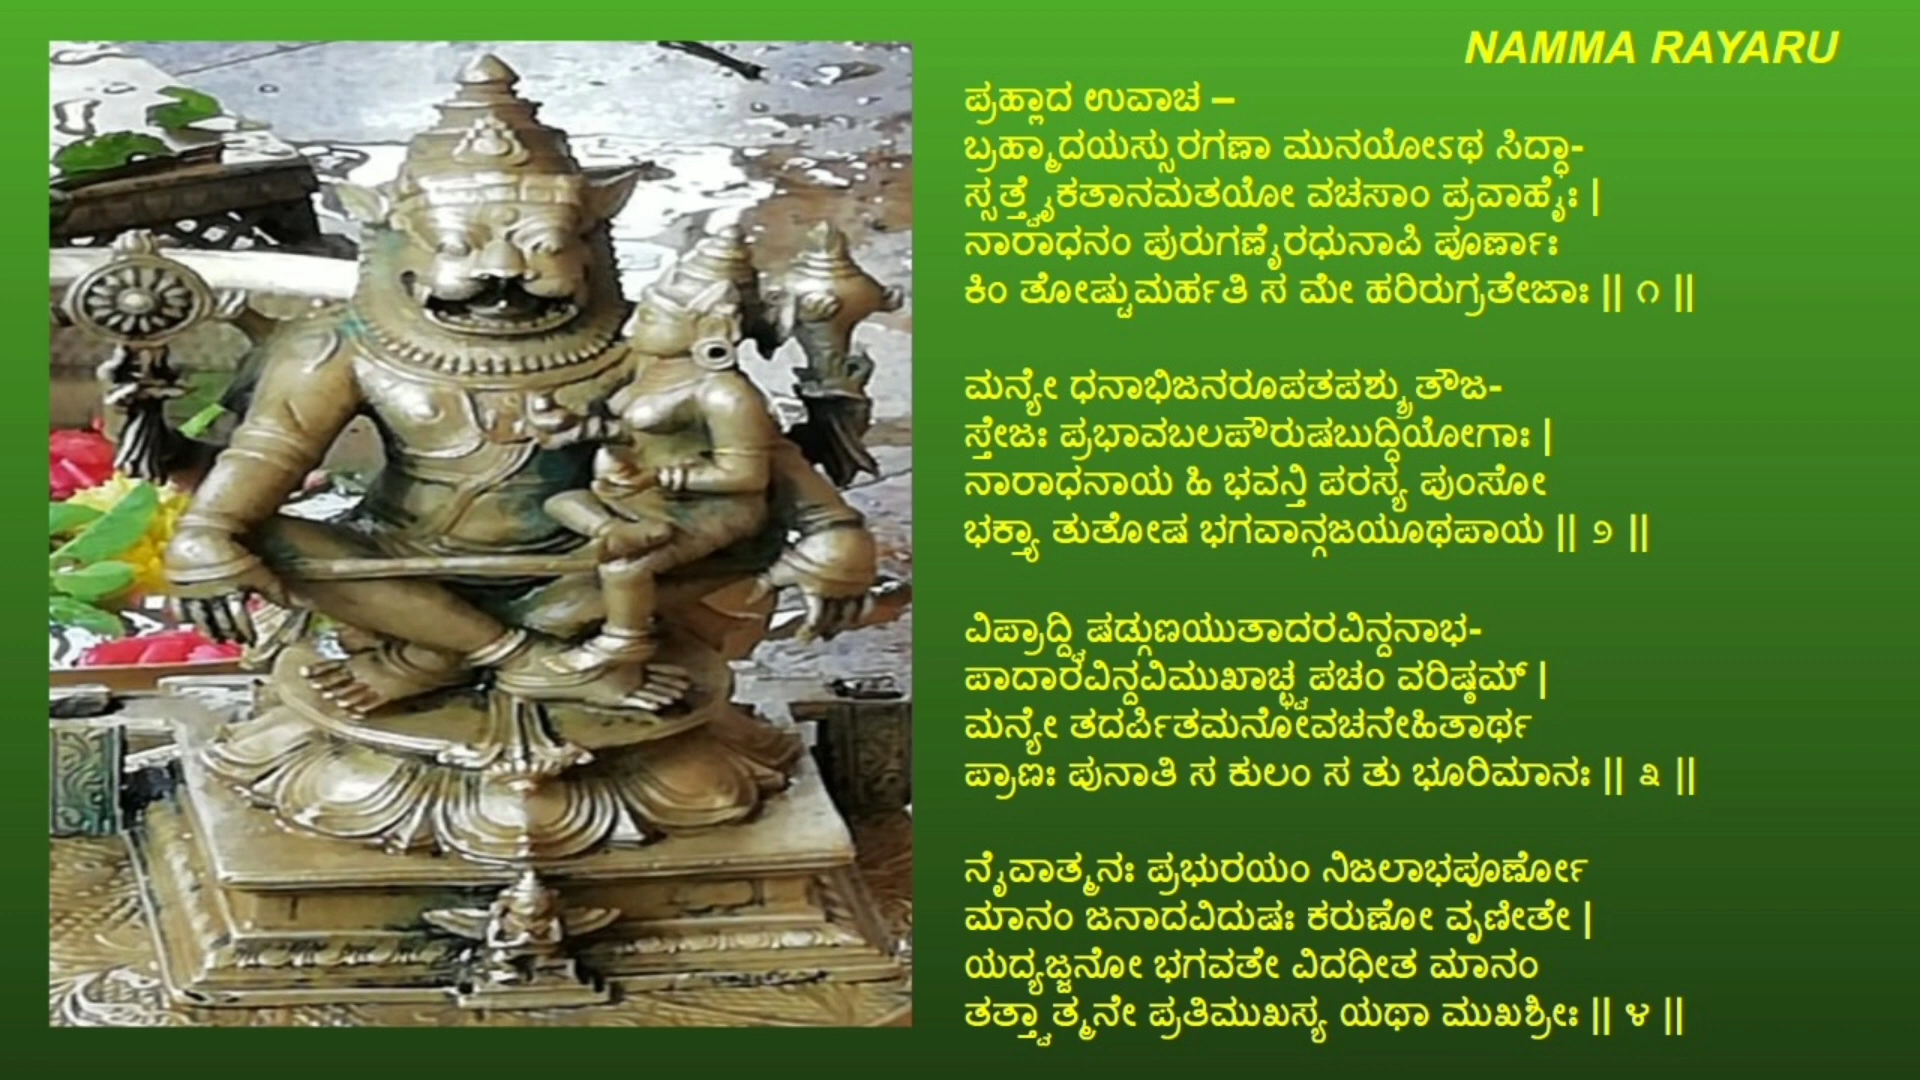 NAMMA RAYARU
ಪ್ರಹ್ಲಾದ ಉವಾಚ –
ಬ್ರಹ್ಮಾದಯಸ್ಸುರಗಣಾ ಮುನಯೋಽಥ ಸಿದ್ಧಾ-
ಸ್ಸತ್ತ್ವೈಕತಾನಮತಯೋ ವಚಸಾಂ ಪ್ರವಾಹೈಃ |
ನಾರಾಧನಂ ಪುರುಗಣೈರಧುನಾಪಿ ಪೂರ್ಣಾಃ
ಕಿಂ ತೋಷ್ಟುಮರ್ಹತಿ ಸ ಮೇ ಹರಿರುಗ್ರತೇಜಾಃ || ೧ ||
ಮನ್ಯೇ ಧನಾಭಿಜನರೂಪತಪಶ್ಶ್ರುತೌಜ-
ಸ್ತೇಜಃ ಪ್ರಭಾವಬಲಪೌರುಷಬುದ್ಧಿಯೋಗಾಃ |
ನಾರಾಧನಾಯ ಹಿ ಭವನ್ತಿ ಪರಸ್ಯ ಪುಂಸೋ
ಭಕ್ತ್ಯಾ ತುತೋಷ ಭಗವಾನ್ಗಜಯೂಥಪಾಯ || ೨ ||
ವಿಪ್ರಾದ್ದ್ವಿಷಡ್ಗುಣಯುತಾದರವಿನ್ದನಾಭ-
ಪಾದಾರವಿನ್ದವಿಮುಖಾಚ್ಛ್ವಪಚಂ ವರಿಷ್ಠಮ್ |
ಮನ್ಯೇ ತದರ್ಪಿತಮನೋವಚನೇಹಿತಾರ್ಥ
ಪ್ರಾಣಃ ಪುನಾತಿ ಸ ಕುಲಂ ಸ ತು ಭೂರಿಮಾನಃ || ೩ ||
ನೈವಾತ್ಮನಃ ಪ್ರಭುರಯಂ ನಿಜಲಾಭಪೂರ್ಣೋ
ಮಾನಂ ಜನಾದವಿದುಷಃ ಕರುಣೋ ವೃಣೀತೇ |
ಯದ್ಯಜ್ಜನೋ ಭಗವತೇ ವಿದಧೀತ ಮಾನಂ
ತತ್ತ್ವಾತ್ಮನೇ ಪ್ರತಿಮುಖಸ್ಯ ಯಥಾ ಮುಖಶ್ರೀಃ || ೪ ||